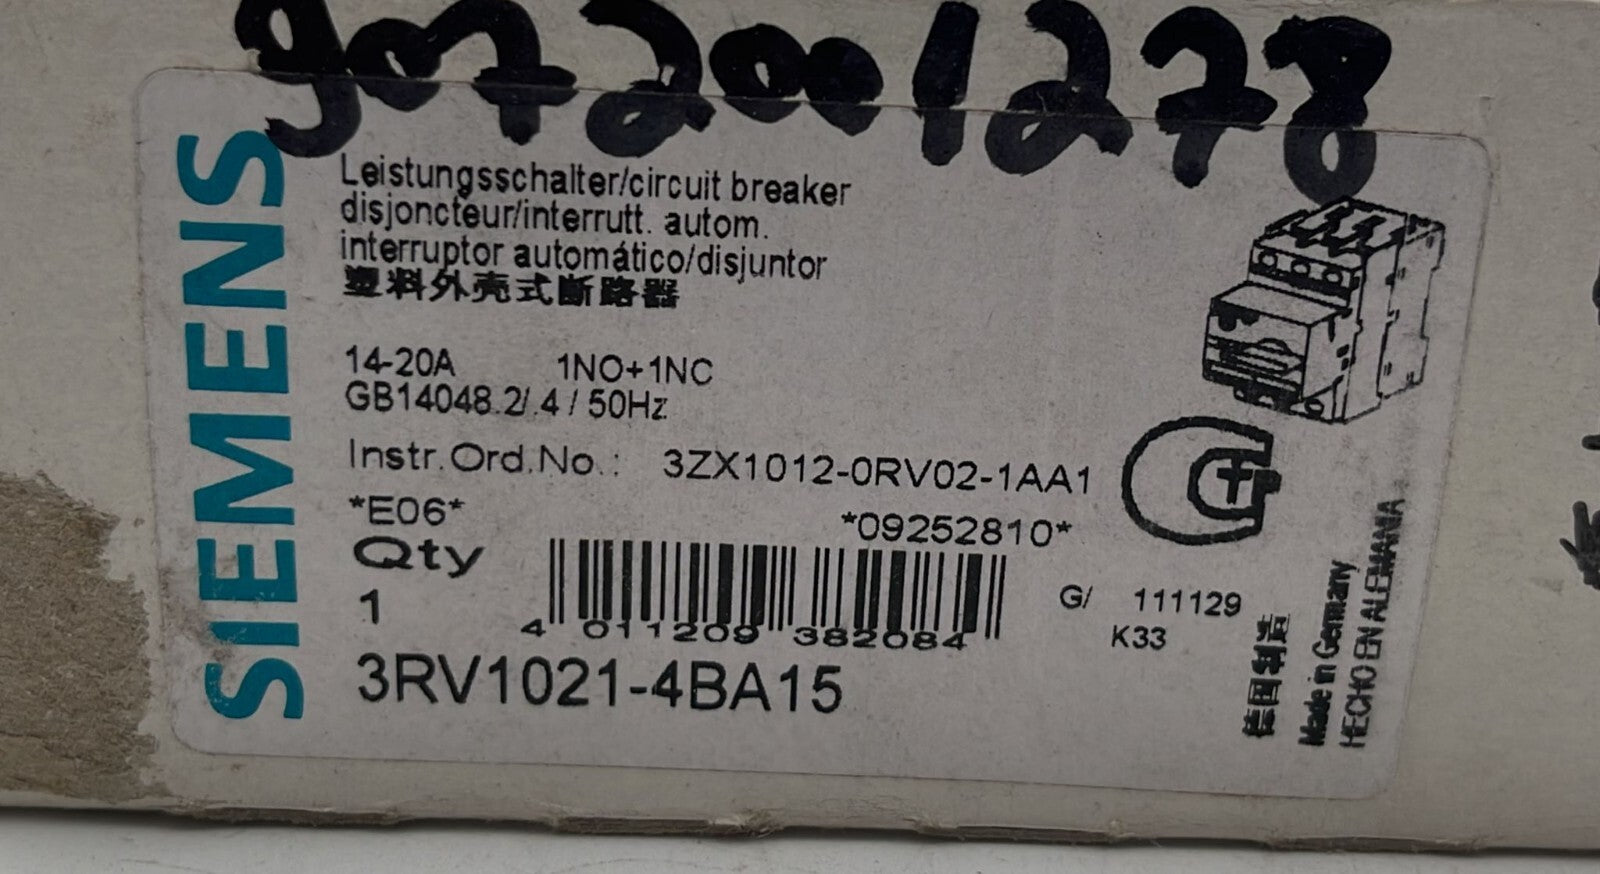 9072001278
SIEMENS
Leistungsschalter/circuit breaker
disjoncteur/interrutt. autom.
interruptor automático/disjuntor
塑料外壳式断路器
14-20A 1NO+1NC
GB14048.2/.4 / 50Hz
Instr.Ord.No.: 3ZX1012-0RV02-1AA1
*E06* *09252810*
Qty
1
4 011209 382084
G/ 111129
K33
3RV1021-4BA15
德国制造
Made in Germany
HECHO EN ALEMANIA